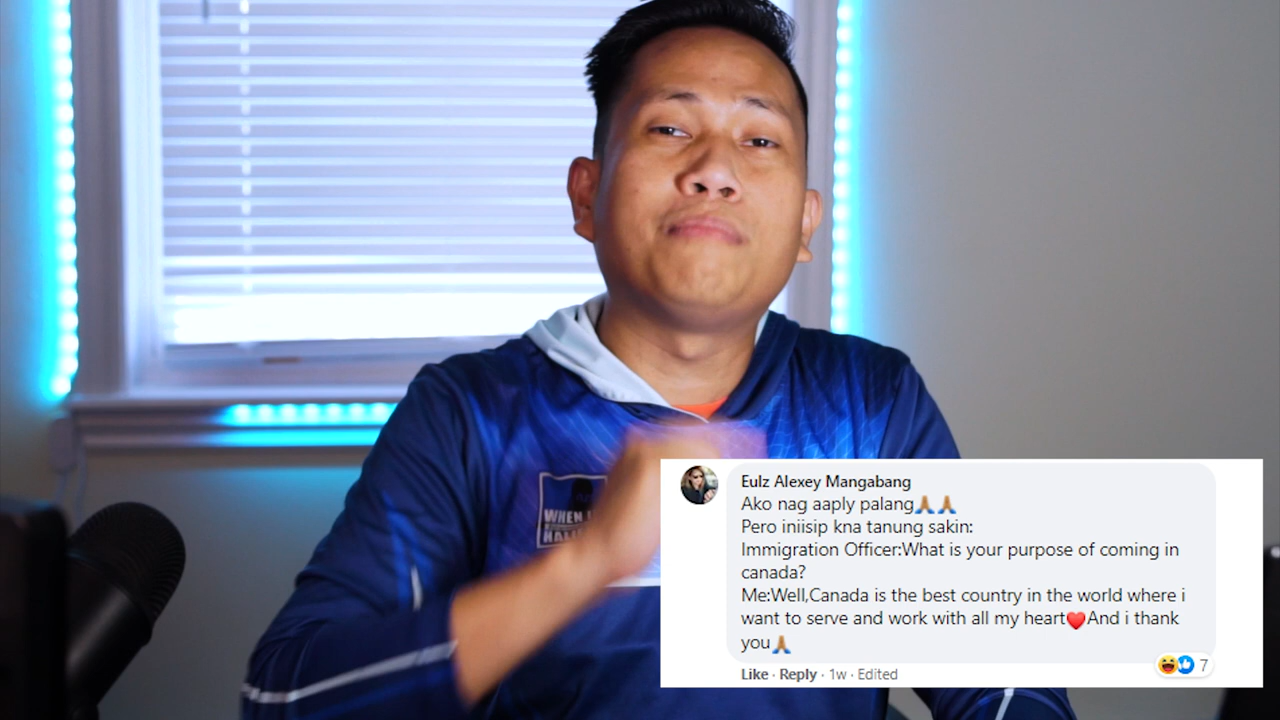 WHEN
Eulz Alexey Mangabang
Ako nag aaply palang🙏🏽🙏🏽
Pero iniisip kna tanung sakin:
Immigration Officer:What is your purpose of coming in
canada?
Me:Well,Canada is the best country in the world where i
want to serve and work with all my heart❤️And i thank
you🙏🏽
Like · Reply · 1w · Edited
7